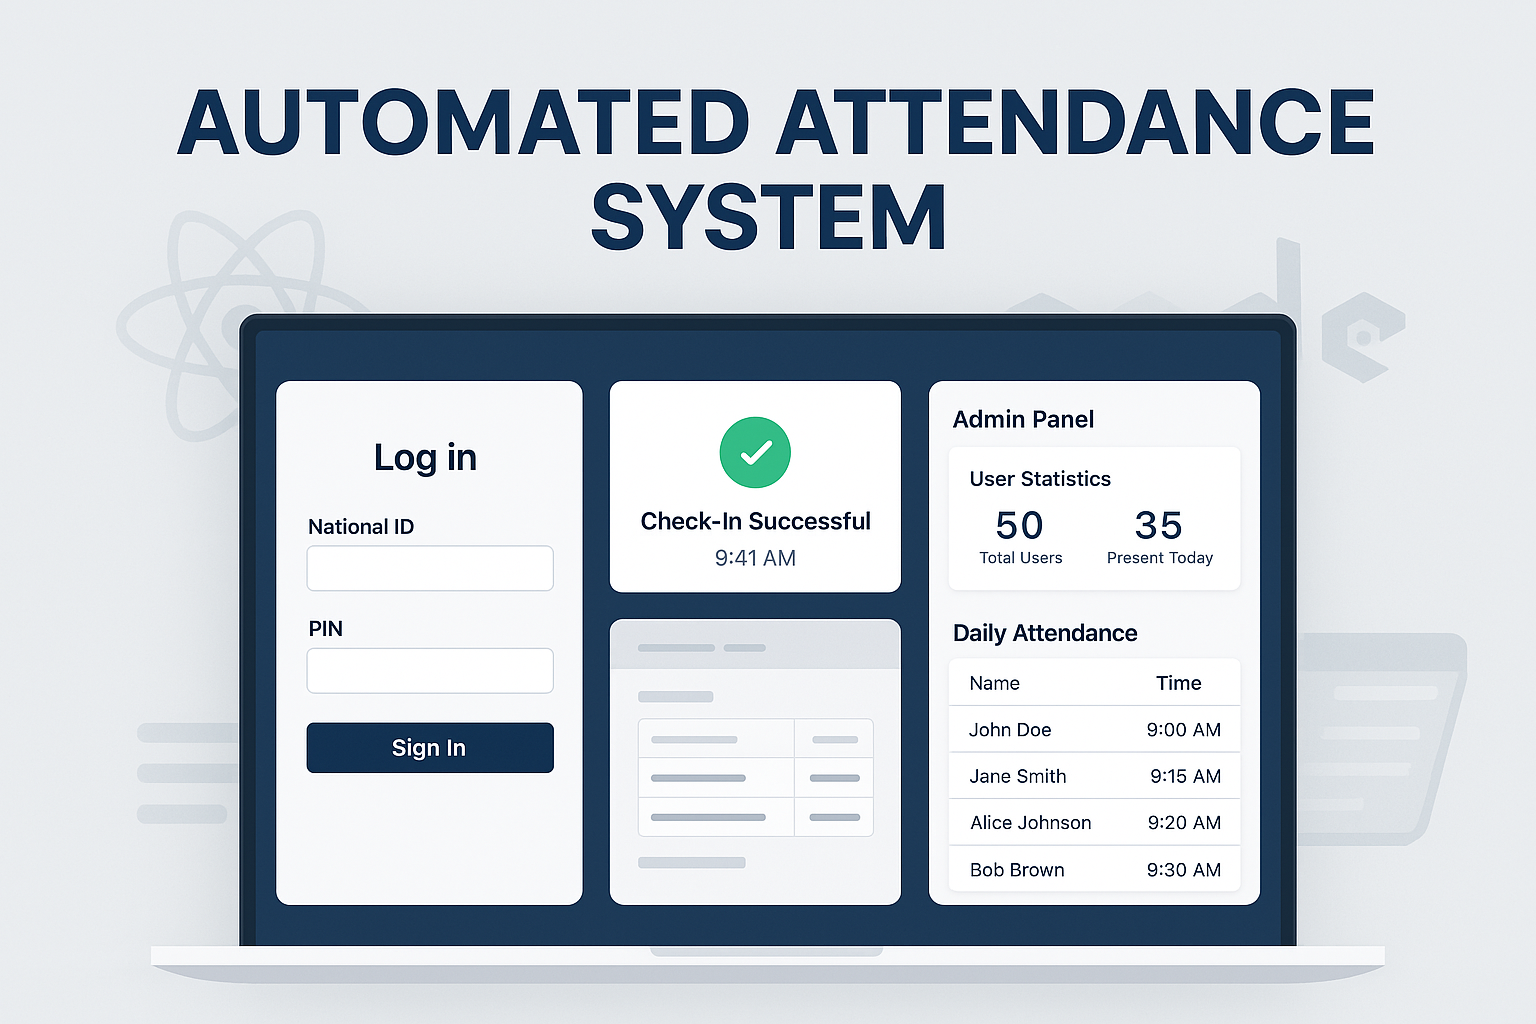 AUTOMATED ATTENDANCE
SYSTEM
Log in
National ID
PIN
Sign In
Check-In Successful
9:41 AM
Admin Panel
User Statistics
50 35
Total Users Present Today
Daily Attendance
Name Time
John Doe 9:00 AM
Jane Smith 9:15 AM
Alice Johnson 9:20 AM
Bob Brown 9:30 AM